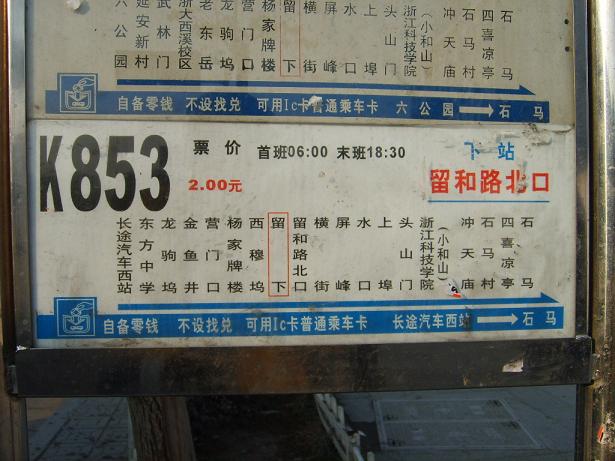 六公园 延安新村 武林门 浙大西溪校区 老东岳 龙驹坞 营门口 杨家牌楼 留下 横街 屏峰 水口 上埠 头山门 浙江科技学院(小和山) 冲天庙 石马村 四喜凉亭 石马
自备零钱 不设找兑 可用Ic卡普通乘车卡 六公园 石马
K853 票价 2.00元 首班06:00 末班18:30 下站 留和路北口
长途汽车西站 东方中学 龙驹坞 金鱼井 营门口 杨家牌楼 西穆坞 留下 留和路北口 横街 屏峰 水口 上埠 头山门 浙江科技学院(小和山) 冲天庙 石马村 四喜凉亭 石马
自备零钱 不设找兑 可用Ic卡普通乘车卡 长途汽车西站 石马